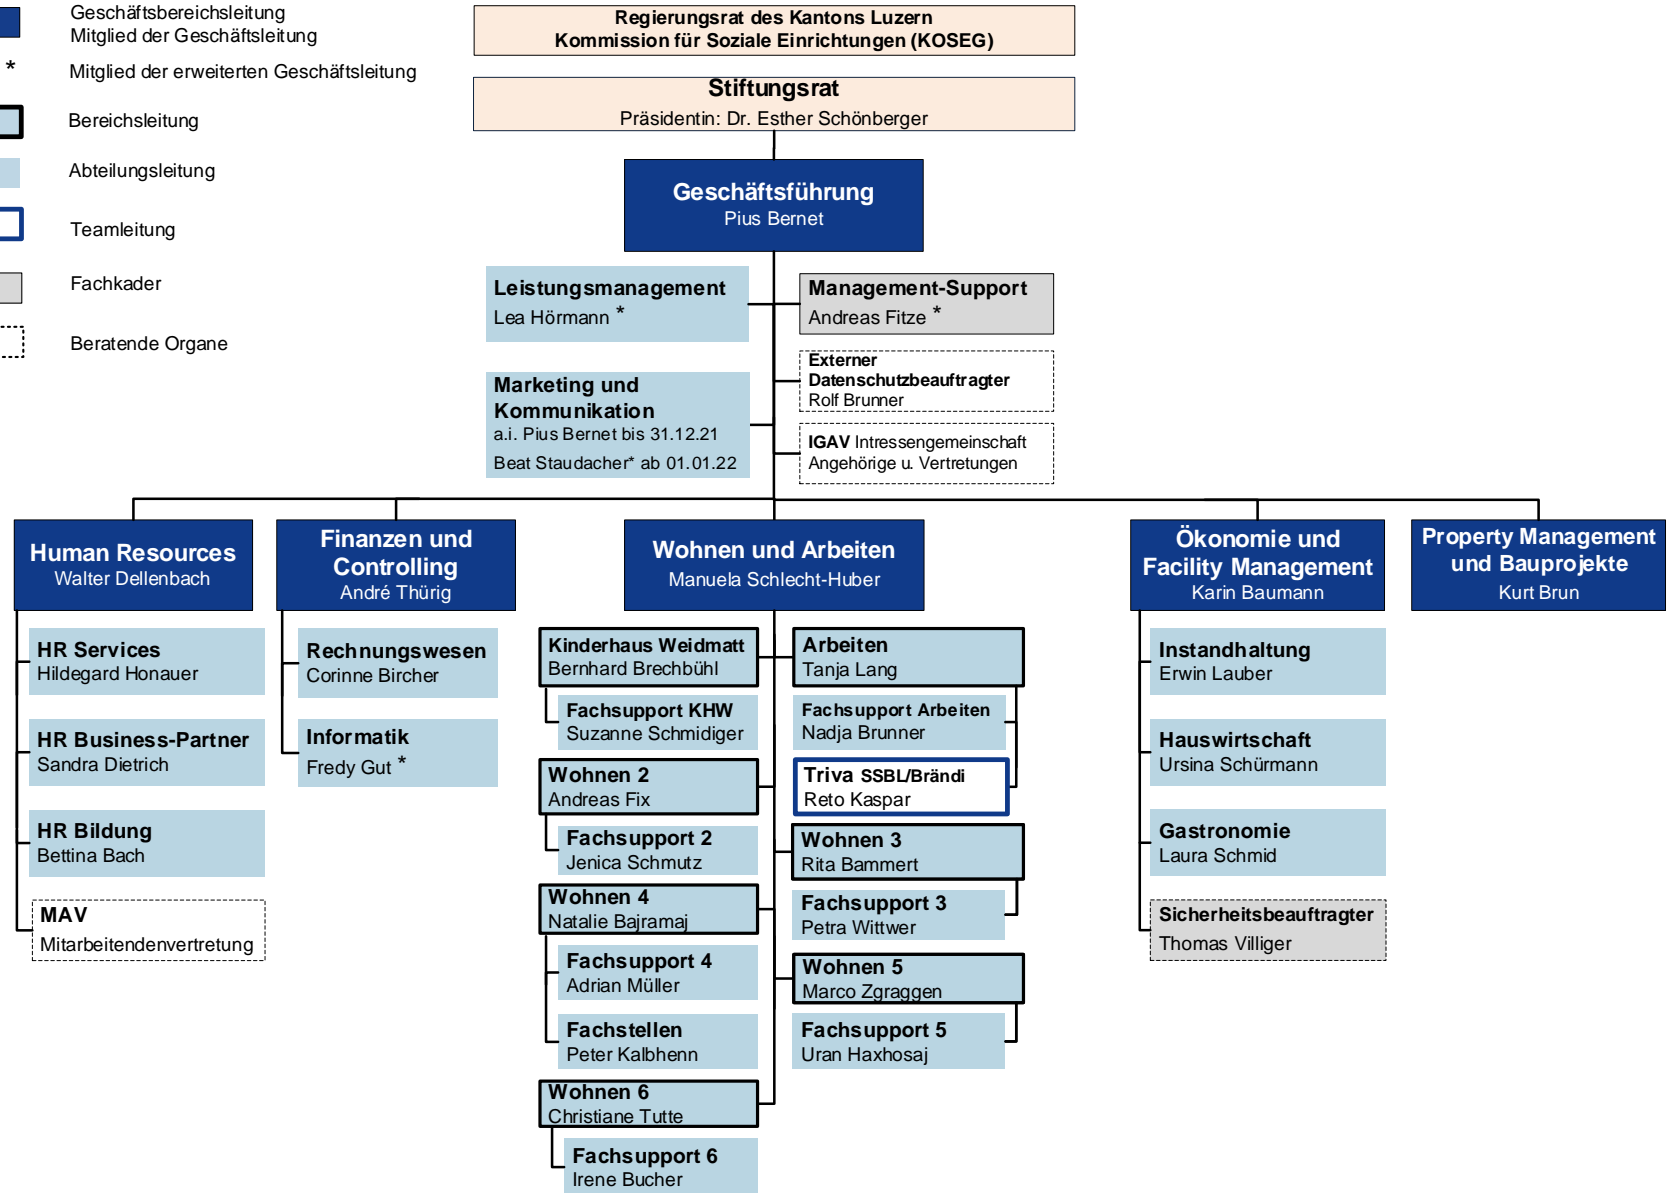 Geschäftsbereichsleitung
Mitglied der Geschäftsleitung
* Mitglied der erweiterten Geschäftsleitung
Bereichsleitung
Abteilungsleitung
Teamleitung
Fachkader
Beratende Organe
Regierungsrat des Kantons Luzern
Kommission für Soziale Einrichtungen (KOSEG)
Stiftungsrat
Präsidentin: Dr. Esther Schönberger
Geschäftsführung
Pius Bernet
Leistungsmanagement
Lea Hörmann *
Management-Support
Andreas Fitze *
Marketing und
Kommunikation
a.i. Pius Bernet bis 31.12.21
Beat Staudacher* ab 01.01.22
Externer
Datenschutzbeauftragter
Rolf Brunner
IGAV Intressengemeinschaft
Angehörige u. Vertretungen
Human Resources
Walter Dellenbach
HR Services
Hildegard Honauer
HR Business-Partner
Sandra Dietrich
HR Bildung
Bettina Bach
MAV
Mitarbeitendenvertretung
Finanzen und
Controlling
André Thürig
Rechnungswesen
Corinne Bircher
Informatik
Fredy Gut *
Wohnen und Arbeiten
Manuela Schlecht-Huber
Kinderhaus Weidmatt
Bernhard Brechbühl
Fachsupport KHW
Suzanne Schmidiger
Wohnen 2
Andreas Fix
Fachsupport 2
Jenica Schmutz
Wohnen 4
Natalie Bajramaj
Fachsupport 4
Adrian Müller
Fachstellen
Peter Kalbhenn
Wohnen 6
Christiane Tutte
Fachsupport 6
Irene Bucher
Arbeiten
Tanja Lang
Fachsupport Arbeiten
Nadja Brunner
Triva SSBL/Brändi
Reto Kaspar
Wohnen 3
Rita Bammert
Fachsupport 3
Petra Wittwer
Wohnen 5
Marco Zgraggen
Fachsupport 5
Uran Haxhosaj
Ökonomie und
Facility Management
Karin Baumann
Instandhaltung
Erwin Lauber
Hauswirtschaft
Ursina Schürmann
Gastronomie
Laura Schmid
Sicherheitsbeauftragter
Thomas Villiger
Property Management
und Bauprojekte
Kurt Brun